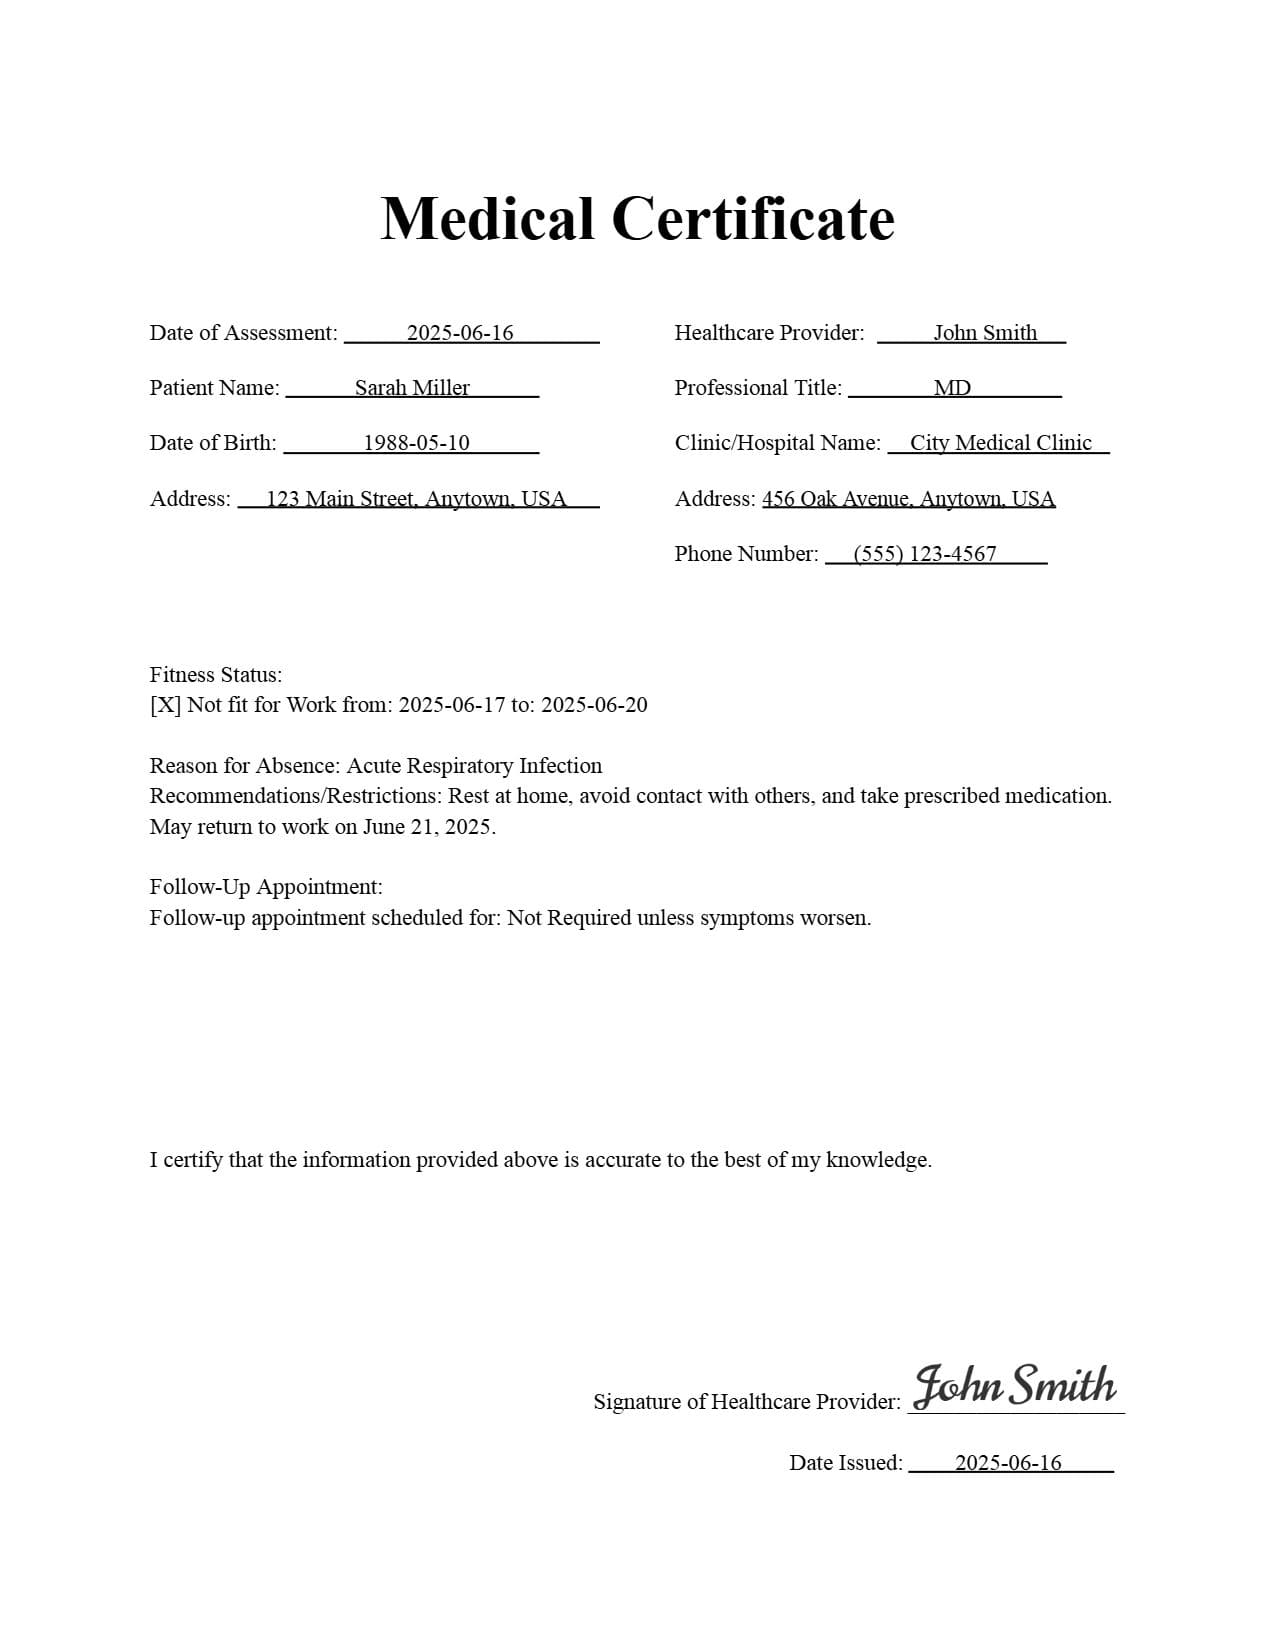 Medical Certificate
Date of Assessment: 2025-06-16
Patient Name: Sarah Miller
Date of Birth: 1988-05-10
Address: 123 Main Street, Anytown, USA
Healthcare Provider: John Smith
Professional Title: MD
Clinic/Hospital Name: City Medical Clinic
Address: 456 Oak Avenue, Anytown, USA
Phone Number: (555) 123-4567
Fitness Status:
[X] Not fit for Work from: 2025-06-17 to: 2025-06-20
Reason for Absence: Acute Respiratory Infection
Recommendations/Restrictions: Rest at home, avoid contact with others, and take prescribed medication.
May return to work on June 21, 2025.
Follow-Up Appointment:
Follow-up appointment scheduled for: Not Required unless symptoms worsen.
I certify that the information provided above is accurate to the best of my knowledge.
Signature of Healthcare Provider: John Smith
Date Issued: 2025-06-16